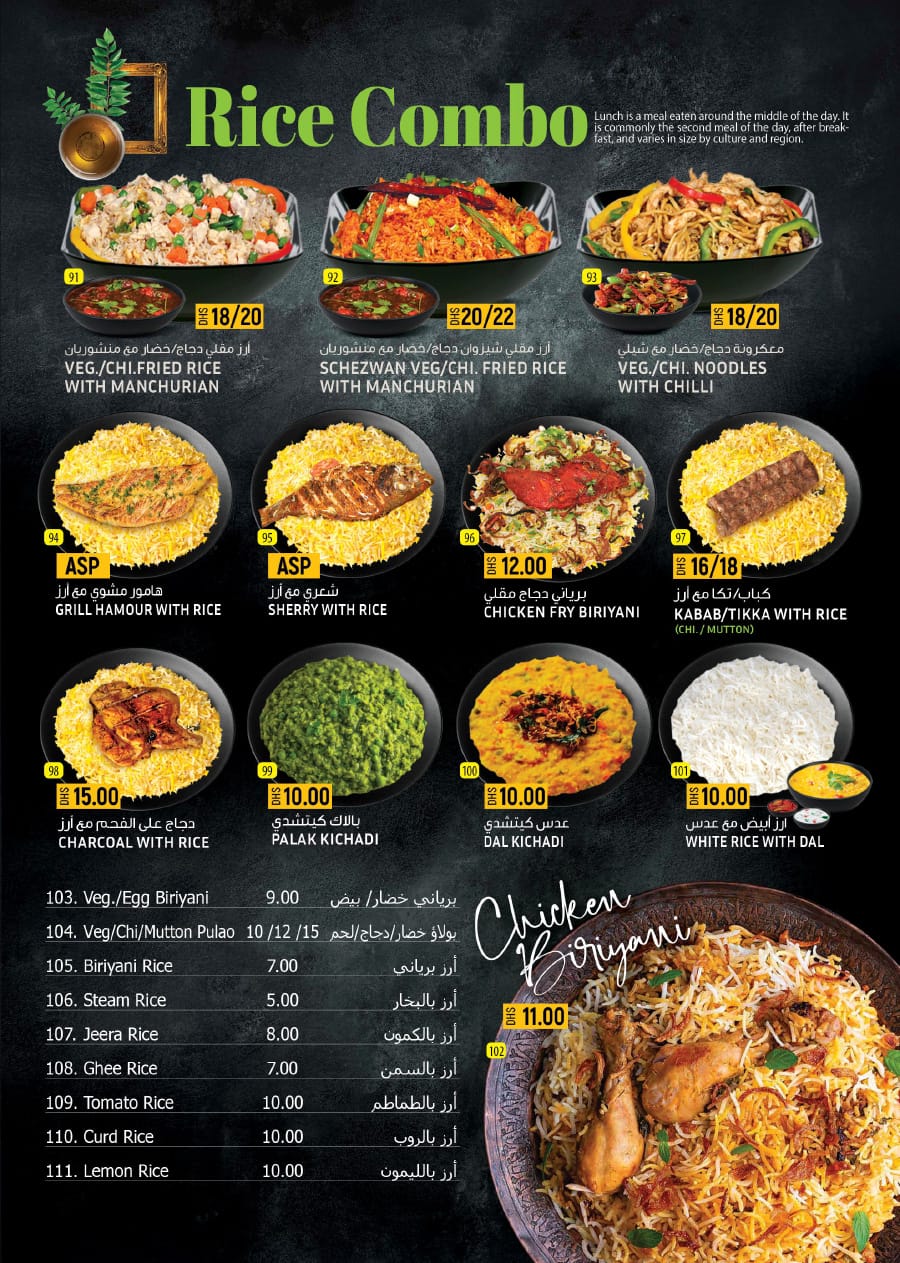 Rice Combo
Lunch is a meal eaten around the middle of the day. It
is commonly the second meal of the day, after break-
fast, and varies in size by culture and region.
91
DHS 18/20
أرز مقلي دجاج/خضار مع منشوريان
VEG./CHI.FRIED RICE
WITH MANCHURIAN
92
DHS 20/22
أرز مقلي شيزوان دجاج/خضار مع منشوريان
SCHEZWAN VEG/CHI. FRIED RICE
WITH MANCHURIAN
93
DHS 18/20
معكرونة دجاج/خضار مع شيلي
VEG./CHI. NOODLES
WITH CHILLI
94
ASP
هامور مشوي مع أرز
GRILL HAMOUR WITH RICE
95
ASP
شعري مع أرز
SHERRY WITH RICE
96
DHS 12.00
برياني دجاج مقلي
CHICKEN FRY BIRIYANI
97
DHS 16/18
كباب/تكا مع أرز
KABAB/TIKKA WITH RICE
(CHI. / MUTTON)
98
DHS 15.00
دجاج على الفحم مع أرز
CHARCOAL WITH RICE
99
DHS 10.00
بالاك كيتشدي
PALAK KICHADI
100
DHS 10.00
عدس كيتشدي
DAL KICHADI
101
DHS 10.00
أرز أبيض مع عدس
WHITE RICE WITH DAL
103. Veg./Egg Biriyani 9.00 برياني خضار/ بيض
104. Veg/Chi/Mutton Pulao 10 /12 /15 بولاؤ خضار/دجاج/لحم
105. Biriyani Rice 7.00 أرز برياني
106. Steam Rice 5.00 أرز بالبخار
107. Jeera Rice 8.00 أرز بالكمون
108. Ghee Rice 7.00 أرز بالسمن
109. Tomato Rice 10.00 أرز بالطماطم
110. Curd Rice 10.00 أرز بالروب
111. Lemon Rice 10.00 أرز بالليمون
Chicken
Biriyani
DHS 11.00
102